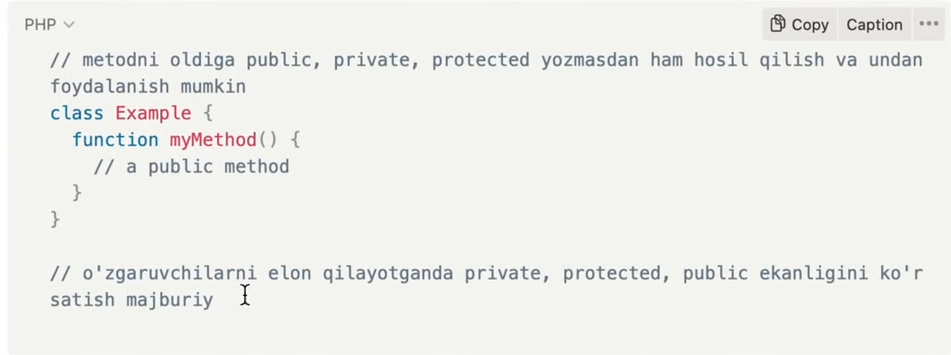 PHP
Copy Caption •••
// metodni oldiga public, private, protected yozmasdan ham hosil qilish va undan
foydalanish mumkin
class Example {
  function myMethod() {
    // a public method
  }
}
// o'zgaruvchilarni elon qilayotganda private, protected, public ekanligini ko'r
satish majburiy